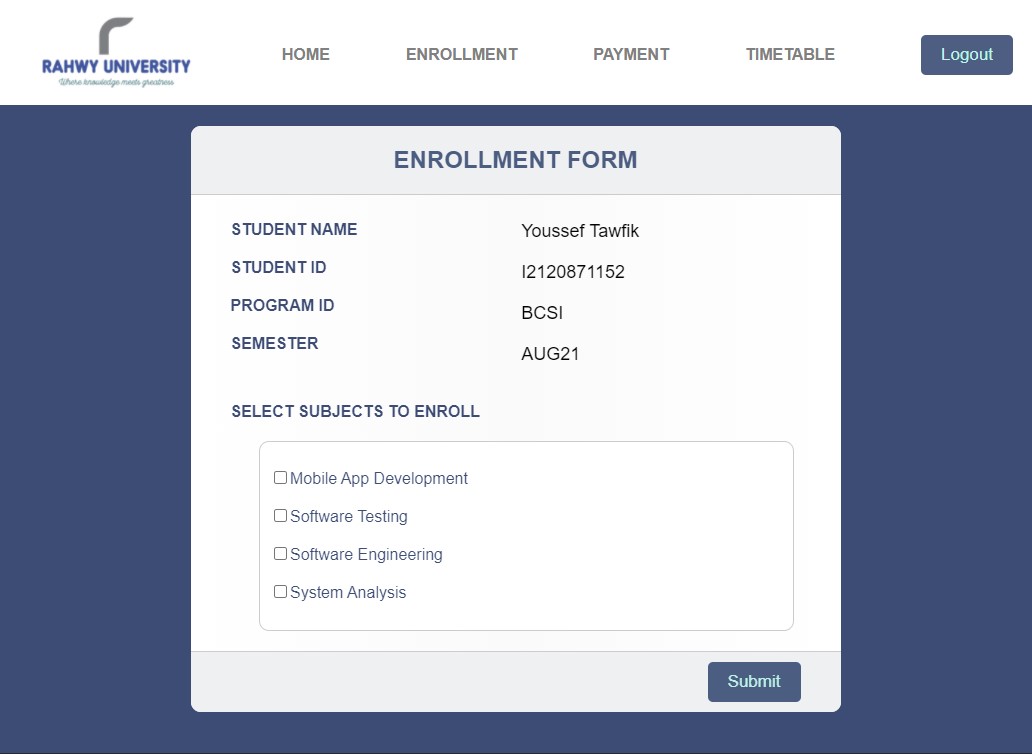 RAHWY UNIVERSITY
Where knowledge meets greatness
HOME ENROLLMENT PAYMENT TIMETABLE Logout
ENROLLMENT FORM
STUDENT NAME Youssef Tawfik
STUDENT ID I2120871152
PROGRAM ID BCSI
SEMESTER AUG21
SELECT SUBJECTS TO ENROLL
Mobile App Development
Software Testing
Software Engineering
System Analysis
Submit